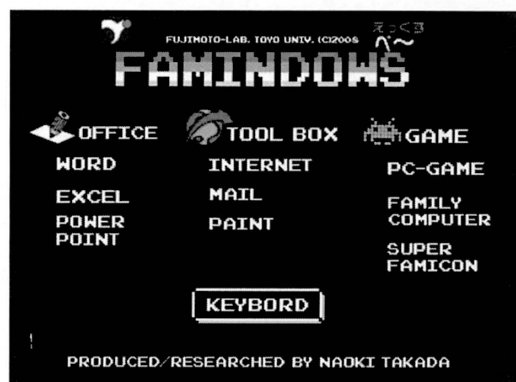 FUJIMOTO-LAB. TOYO UNIV. (C)2008
えっくす
べ〜
FAMINDOWS
OFFICE
WORD
EXCEL
POWER
POINT
TOOL BOX
INTERNET
MAIL
PAINT
GAME
PC-GAME
FAMILY
COMPUTER
SUPER
FAMICON
KEYBORD
PRODUCED/RESEARCHED BY NAOKI TAKADA